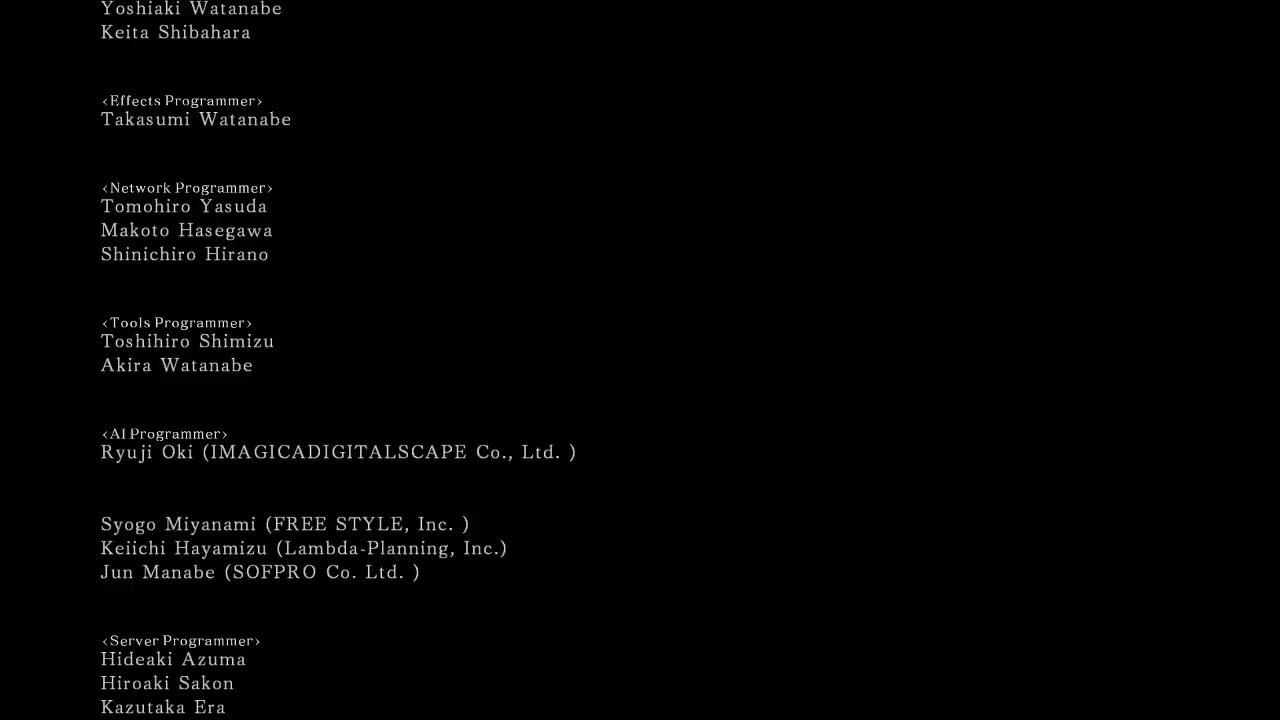 Yoshiaki Watanabe
Keita Shibahara
<Effects Programmer>
Takasumi Watanabe
<Network Programmer>
Tomohiro Yasuda
Makoto Hasegawa
Shinichiro Hirano
<Tools Programmer>
Toshihiro Shimizu
Akira Watanabe
<AI Programmer>
Ryuji Oki (IMAGICADIGITALSCAPE Co., Ltd. )
Syogo Miyanami (FREE STYLE, Inc. )
Keiichi Hayamizu (Lambda-Planning, Inc.)
Jun Manabe (SOFPRO Co. Ltd. )
<Server Programmer>
Hideaki Azuma
Hiroaki Sakon
Kazutaka Era